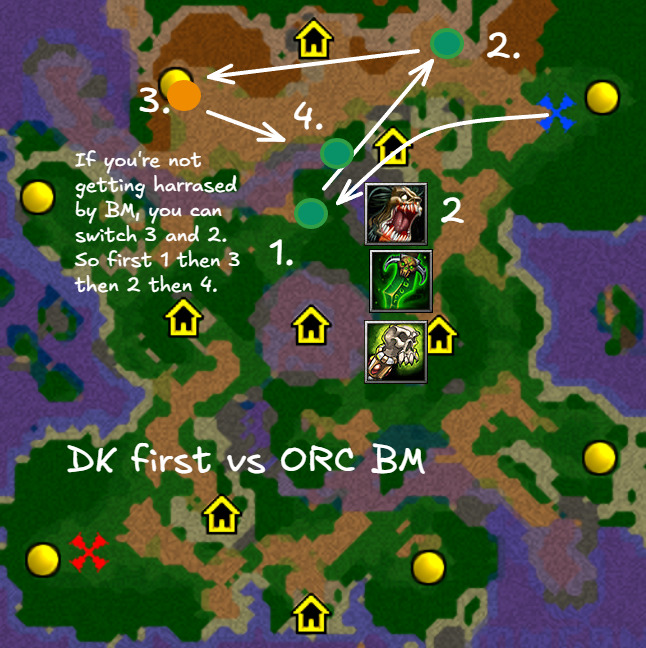 2.
3.
4.
If you're not
getting harrased
by BM, you can
switch 3 and 2.
So first 1 then 3
then 2 then 4.
2
1.
DK first vs ORC BM